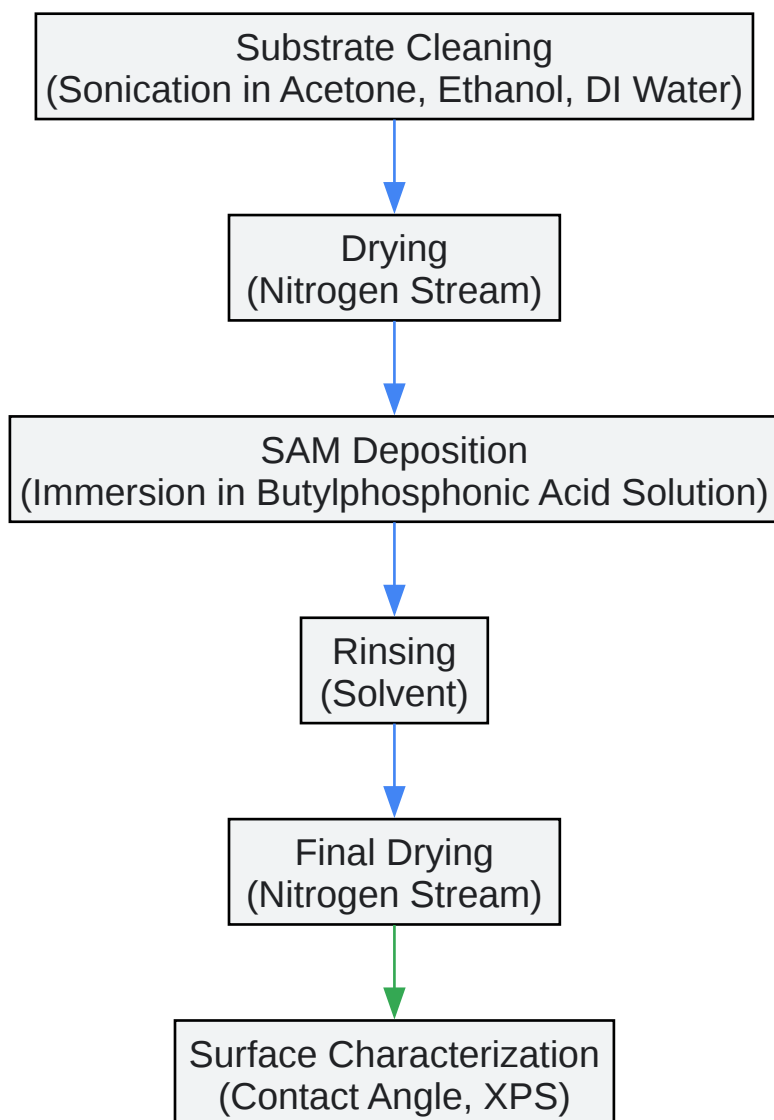 Substrate Cleaning
(Sonication in Acetone, Ethanol, DI Water)
Drying
(Nitrogen Stream)
SAM Deposition
(Immersion in Butylphosphonic Acid Solution)
Rinsing
(Solvent)
Final Drying
(Nitrogen Stream)
Surface Characterization
(Contact Angle, XPS)